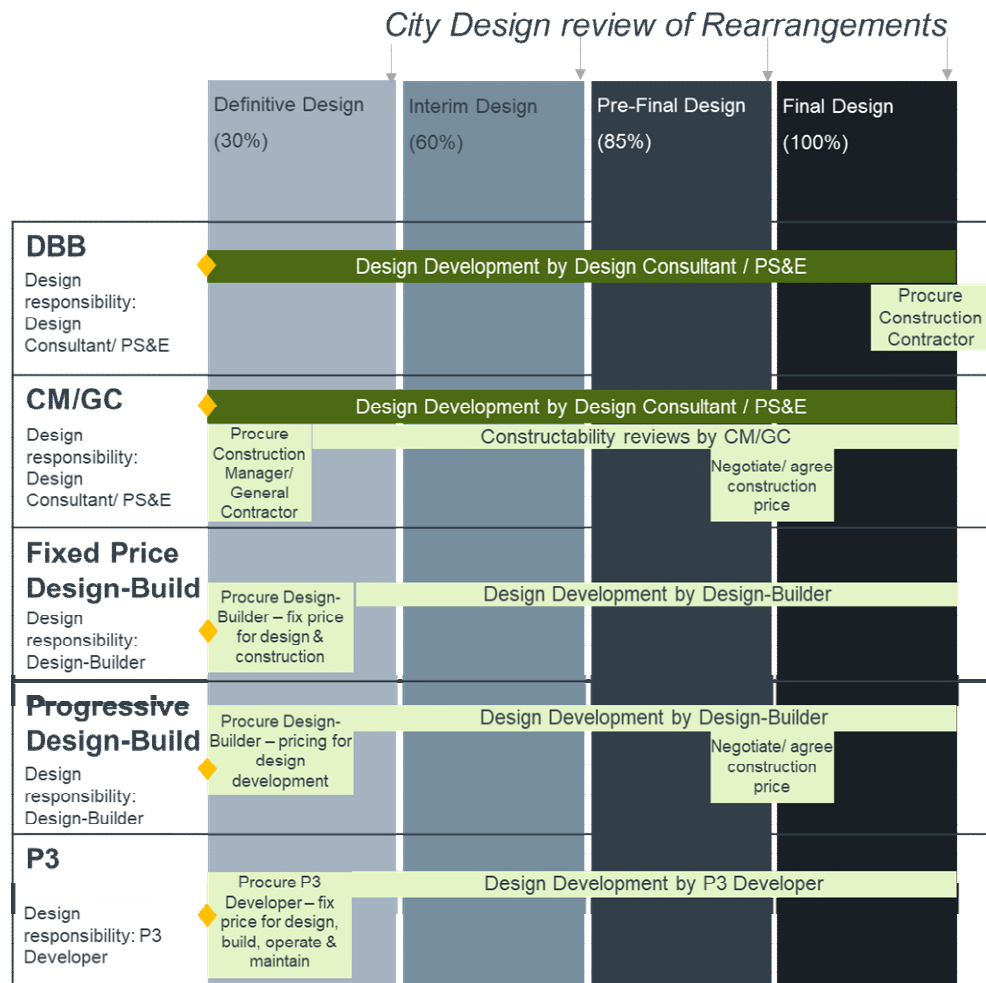 City Design review of Rearrangements
Definitive Design
(30%)
Interim Design
(60%)
Pre-Final Design
(85%)
Final Design
(100%)
DBB
Design
responsibility:
Design
Consultant/ PS&E
Design Development by Design Consultant / PS&E
Procure
Construction
Contractor
CM/GC
Design
responsibility:
Design
Consultant/ PS&E
Design Development by Design Consultant / PS&E
Procure
Construction
Manager/
General
Contractor
Constructability reviews by CM/GC
Negotiate/ agree
construction
price
Fixed Price
Design-Build
Design
responsibility:
Design-Builder
Procure Design-
Builder – fix price
for design &
construction
Design Development by Design-Builder
Progressive
Design-Build
Design
responsibility:
Design-Builder
Procure Design-
Builder – pricing for
design
development
Design Development by Design-Builder
Negotiate/ agree
construction
price
P3
Design
responsibility: P3
Developer
Procure P3
Developer – fix
price for design,
build, operate &
maintain
Design Development by P3 Developer